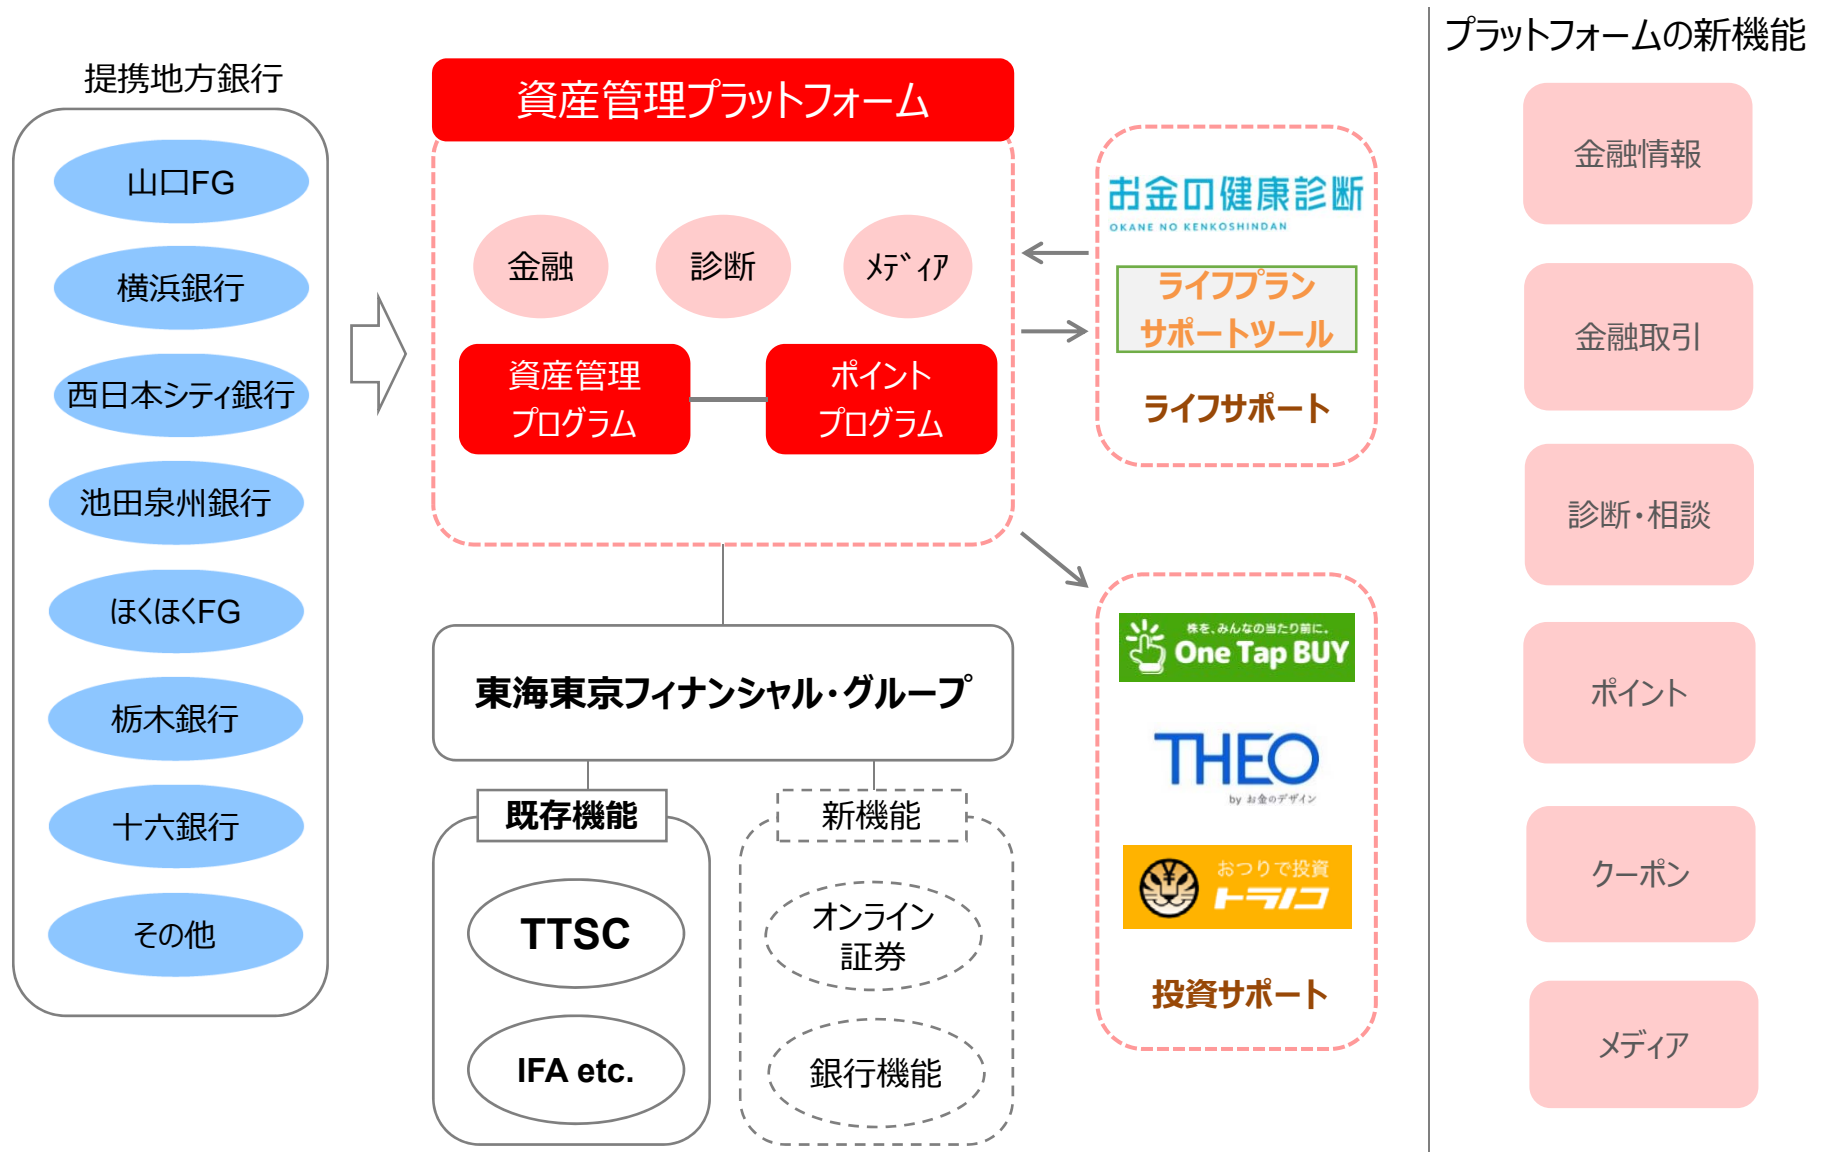 提携地方銀行
山口FG
横浜銀行
西日本シティ銀行
池田泉州銀行
ほくほくFG
栃木銀行
十六銀行
その他
資産管理プラットフォーム
金融
診断
ﾒﾃﾞｨｱ
資産管理
プログラム
ポイント
プログラム
東海東京フィナンシャル・グループ
既存機能
TTSC
IFA etc.
新機能
オンライン
証券
銀行機能
お金の健康診断
OKANE NO KENKOSHINDAN
ライフプラン
サポートツール
ライフサポート
株を、みんなの当たり前に。
One Tap BUY
THEO
by お金のデザイン
おつりで投資
トラノコ
投資サポート
プラットフォームの新機能
金融情報
金融取引
診断・相談
ポイント
クーポン
メディア